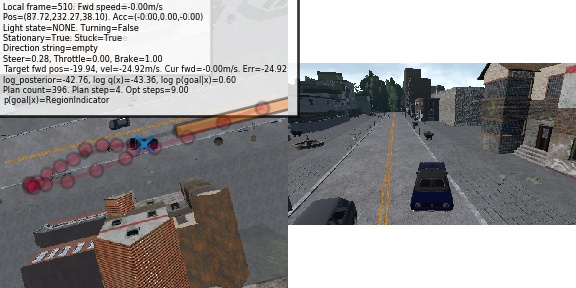 Local frame=510. Fwd speed=-0.00m/s
Pos=(87.72,232.27,38.10). Acc=(-0.00,0.00,-0.00)
Light state=NONE. Turning=False
Stationary=True. Stuck=True
Direction string=empty
Steer=0.28, Throttle=0.00, Brake=1.00
Target fwd pos=-19.94, vel=-24.92m/s. Cur fwd=-0.00m/s. Err=-24.92
log_posterior=-42.76, log q(x)=-43.36, log p(goal|x)=0.60
Plan count=396. Plan step=4. Opt steps=9.00
p(goal|x)=RegionIndicator